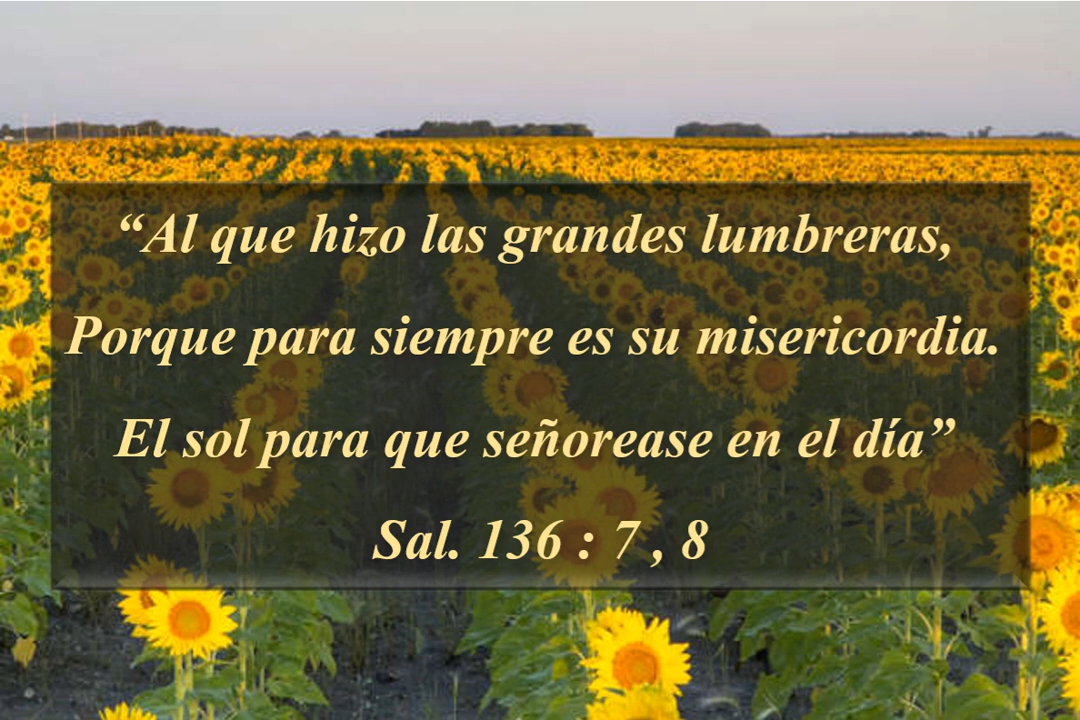 “Al que hizo las grandes lumbreras,
Porque para siempre es su misericordia.
El sol para que señorease en el día”
Sal. 136 : 7 , 8